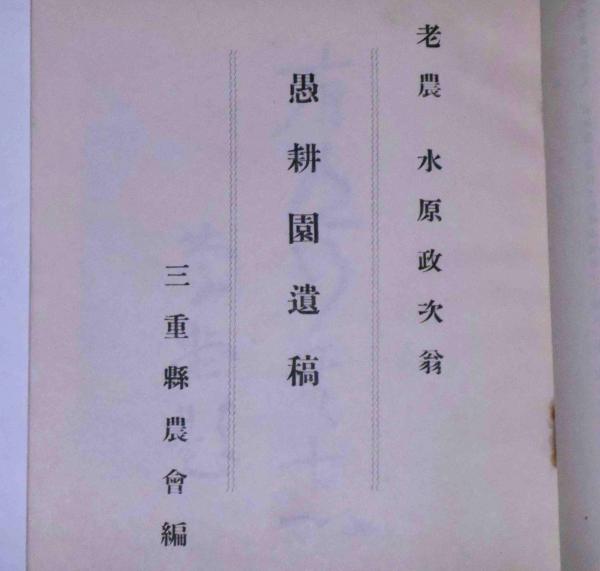 老農 水原政次翁
愚耕園遺稿
三重縣農會編